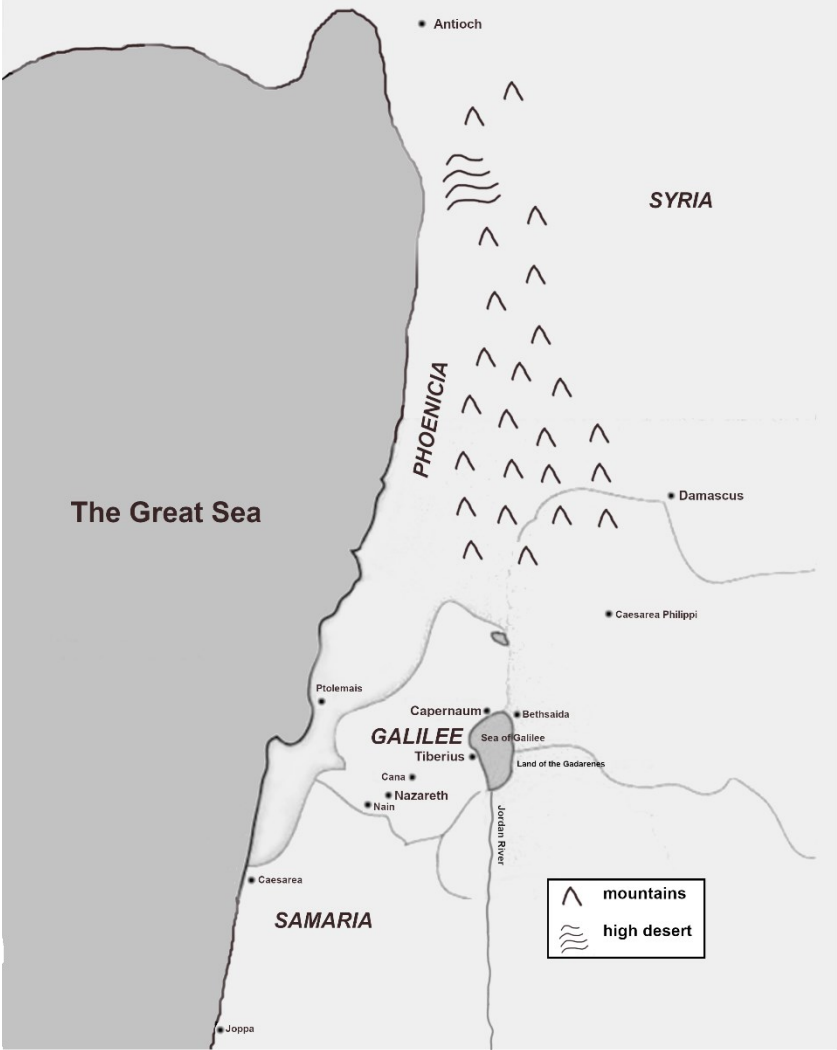 Antioch
SYRIA
PHOENICIA
The Great Sea
Damascus
Caesarea Philippi
Ptolemais
Capernaum
Bethsaida
GALILEE
Sea of Galilee
Tiberius
Land of the Gadarenes
Cana
Nazareth
Nain
Jordan River
Caesarea
SAMARIA
mountains
high desert
Joppa